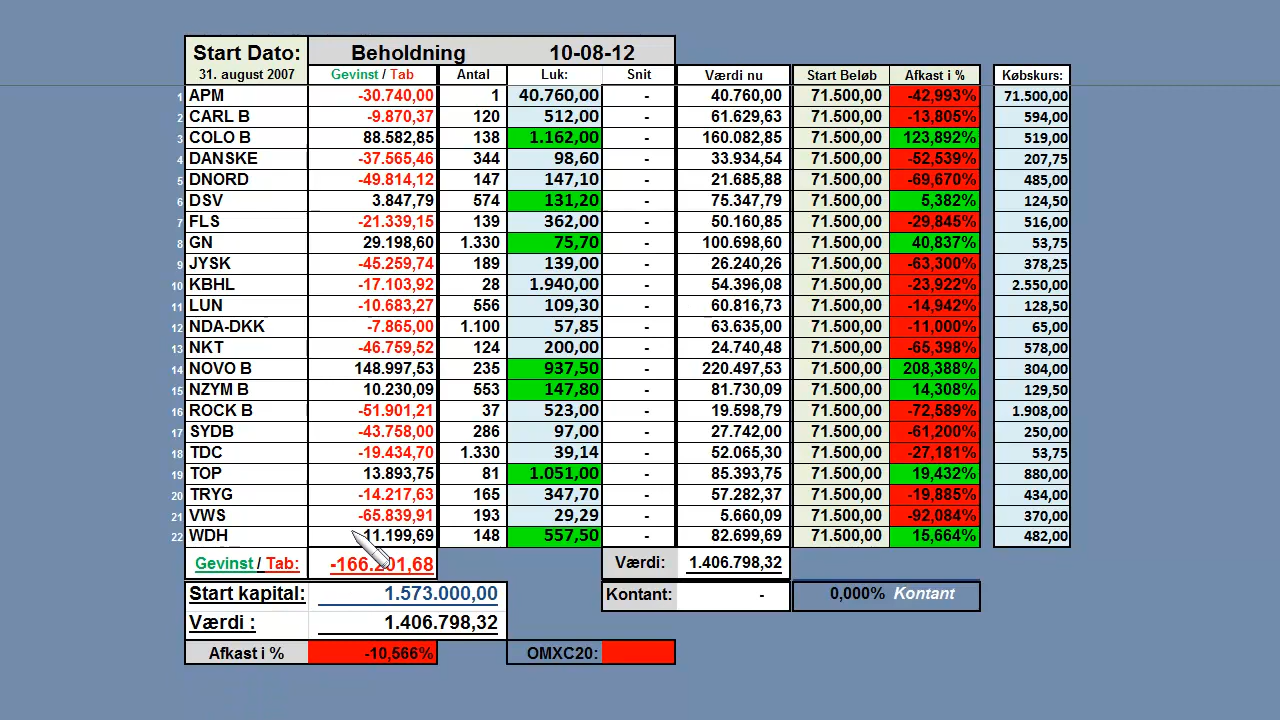 Start Dato: Beholdning 10-08-12
31. august 2007 Gevinst / Tab Antal Luk: Snit Værdi nu Start Beløb Afkast i % Købskurs:
1 APM -30.740,00 1 40.760,00 - 40.760,00 71.500,00 -42,993% 71.500,00
2 CARL B -9.870,37 120 512,00 - 61.629,63 71.500,00 -13,805% 594,00
3 COLO B 88.582,85 138 1.162,00 - 160.082,85 71.500,00 123,892% 519,00
4 DANSKE -37.565,46 344 98,60 - 33.934,54 71.500,00 -52,539% 207,75
5 DNORD -49.814,12 147 147,10 - 21.685,88 71.500,00 -69,670% 485,00
6 DSV 3.847,79 574 131,20 - 75.347,79 71.500,00 5,382% 124,50
7 FLS -21.339,15 139 362,00 - 50.160,85 71.500,00 -29,845% 516,00
8 GN 29.198,60 1.330 75,70 - 100.698,60 71.500,00 40,837% 53,75
9 JYSK -45.259,74 189 139,00 - 26.240,26 71.500,00 -63,300% 378,25
10 KBHL -17.103,92 28 1.940,00 - 54.396,08 71.500,00 -23,922% 2.550,00
11 LUN -10.683,27 556 109,30 - 60.816,73 71.500,00 -14,942% 128,50
12 NDA-DKK -7.865,00 1.100 57,85 - 63.635,00 71.500,00 -11,000% 65,00
13 NKT -46.759,52 124 200,00 - 24.740,48 71.500,00 -65,398% 578,00
14 NOVO B 148.997,53 235 937,50 - 220.497,53 71.500,00 208,388% 304,00
15 NZYM B 10.230,09 553 147,80 - 81.730,09 71.500,00 14,308% 129,50
16 ROCK B -51.901,21 37 523,00 - 19.598,79 71.500,00 -72,589% 1.908,00
17 SYDB -43.758,00 286 97,00 - 27.742,00 71.500,00 -61,200% 250,00
18 TDC -19.434,70 1.330 39,14 - 52.065,30 71.500,00 -27,181% 53,75
19 TOP 13.893,75 81 1.051,00 - 85.393,75 71.500,00 19,432% 880,00
20 TRYG -14.217,63 165 347,70 - 57.282,37 71.500,00 -19,885% 434,00
21 VWS -65.839,91 193 29,29 - 5.660,09 71.500,00 -92,084% 370,00
22 WDH 11.199,69 148 557,50 - 82.699,69 71.500,00 15,664% 482,00
Gevinst / Tab: -166.201,68 Værdi: 1.406.798,32
Start kapital: 1.573.000,00 Kontant: - 0,000% Kontant
Værdi : 1.406.798,32
Afkast i % -10,566% OMXC20: